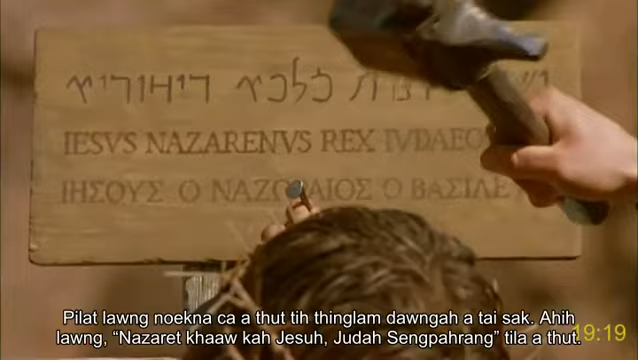 IESVS NAZARENVS REX IVDAEO
ΙΗΣΟΥΣ Ο Ο ΒΑΣΙΛΕ
Pilat lawng noekna ca a thut tih thinglam dawngah a tai sak. Ahih
lawng, “Nazaret khaaw kah Jesuh, Judah Sengpahrang” tila a thut.
19:19